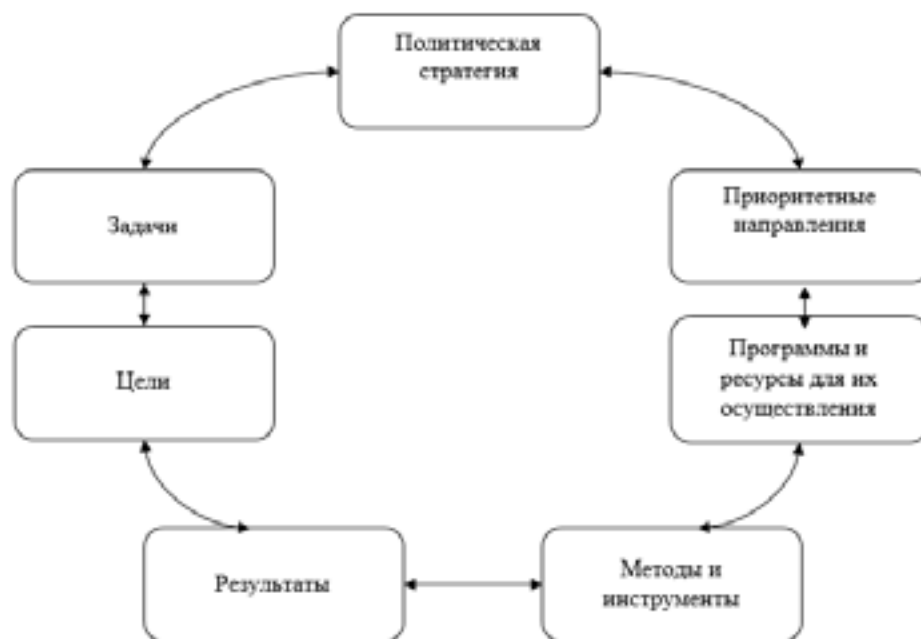 Политическая
стратегия
Задачи
Приоритетные
направления
Цели
Программы и
ресурсы для их
осуществления
Результаты
Методы и
инструменты